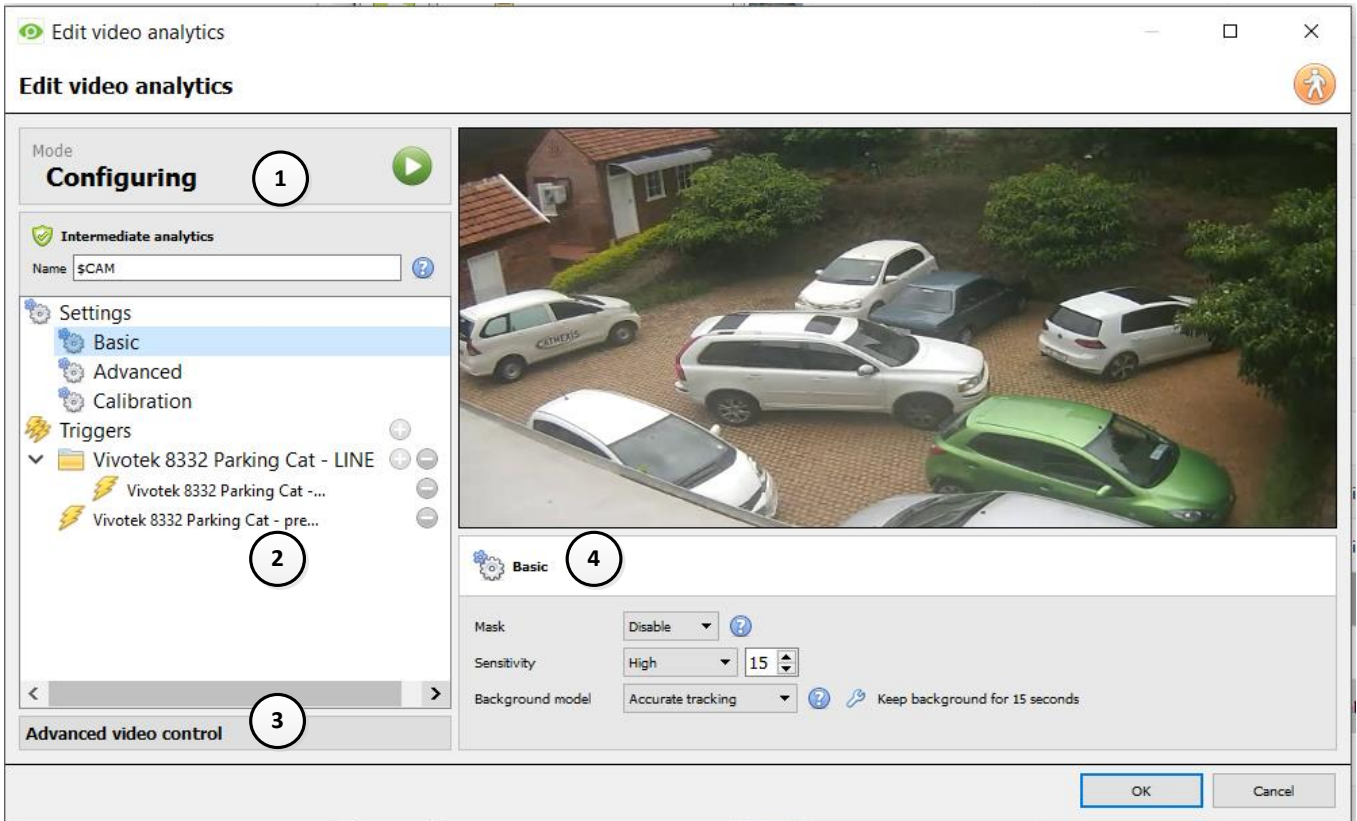 Edit video analytics
Edit video analytics
Mode
Configuring
1
Intermediate analytics
Name $CAM
Settings
Basic
Advanced
Calibration
Triggers
Vivotek 8332 Parking Cat - LINE
Vivotek 8332 Parking Cat -...
Vivotek 8332 Parking Cat - pre...
2
3
Advanced video control
CATHEXIS
Basic
4
Mask Disable
Sensitivity High 15
Background model Accurate tracking Keep background for 15 seconds
OK Cancel